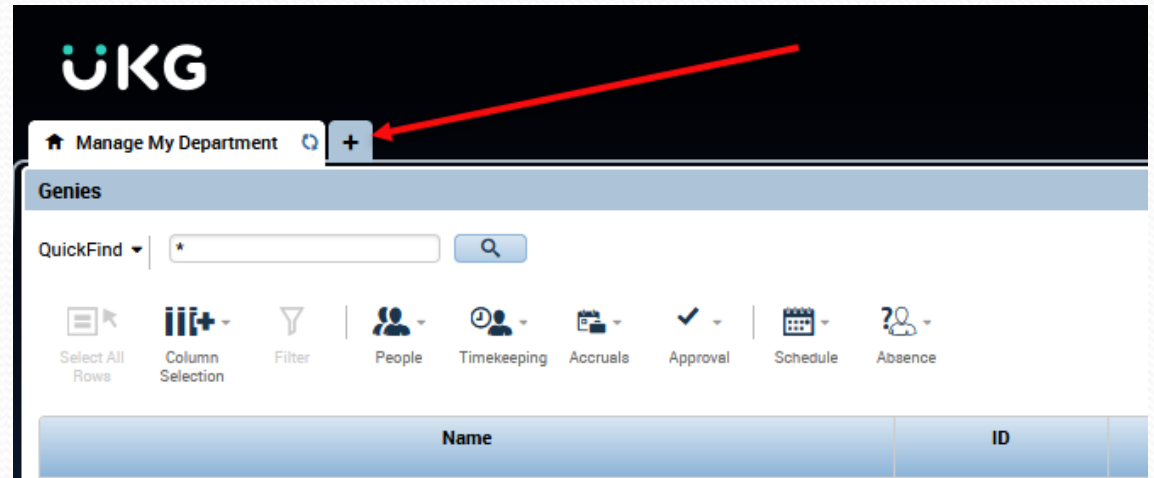 UKG
Manage My Department +
Genies
QuickFind *
Select All Rows
Column Selection
Filter
People
Timekeeping
Accruals
Approval
Schedule
? Absence
Name ID